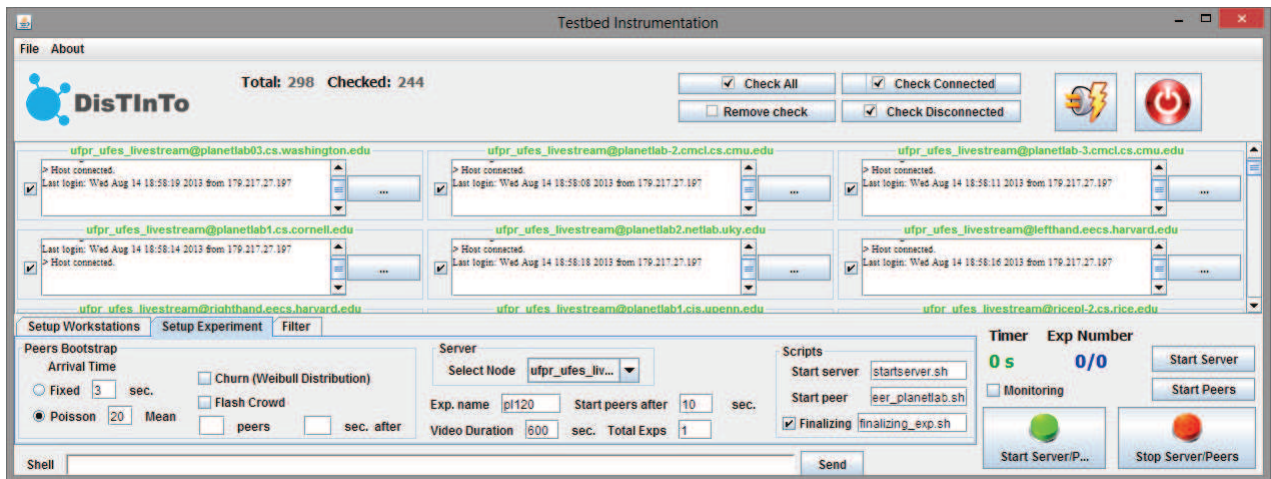 Testbed Instrumentation
File About
DisTInTo
Total: 298 Checked: 244
Check All
Check Connected
Remove check
Check Disconnected
ufpr_ufes_livestream@planetlab03.cs.washington.edu
> Host connected.
Last login: Wed Aug 14 18:58:19 2013 from 179.217.27.197
...
ufpr_ufes_livestream@planetlab-2.cmcl.cs.cmu.edu
> Host connected.
Last login: Wed Aug 14 18:58:08 2013 from 179.217.27.197
...
ufpr_ufes_livestream@planetlab-3.cmcl.cs.cmu.edu
> Host connected.
Last login: Wed Aug 14 18:58:11 2013 from 179.217.27.197
...
ufpr_ufes_livestream@planetlab1.cs.cornell.edu
Last login: Wed Aug 14 18:58:14 2013 from 179.217.27.197
> Host connected.
...
ufpr_ufes_livestream@planetlab2.netlab.uky.edu
> Host connected.
Last login: Wed Aug 14 18:58:18 2013 from 179.217.27.197
...
ufpr_ufes_livestream@lefthand.eecs.harvard.edu
> Host connected.
Last login: Wed Aug 14 18:58:16 2013 from 179.217.27.197
...
ufpr_ufes_livestream@righthand.eecs.harvard.edu
ufpr_ufes_livestream@planetlab1.cis.upenn.edu
ufpr_ufes_livestream@ricepl-2.cs.rice.edu
Setup Workstations Setup Experiment Filter
Peers Bootstrap
Arrival Time
Fixed 3 sec.
Poisson 20 Mean
Churn (Weibull Distribution)
Flash Crowd
peers sec. after
Server
Select Node ufpr_ufes_liv...
Exp. name pl120 Start peers after 10 sec.
Video Duration 600 sec. Total Exps 1
Scripts
Start server startserver.sh
Start peer eer_planetlab.sh
Finalizing finalizing_exp.sh
Timer Exp Number
0 s 0/0
Monitoring
Start Server
Start Peers
Start Server/P...
Stop Server/Peers
Shell
Send